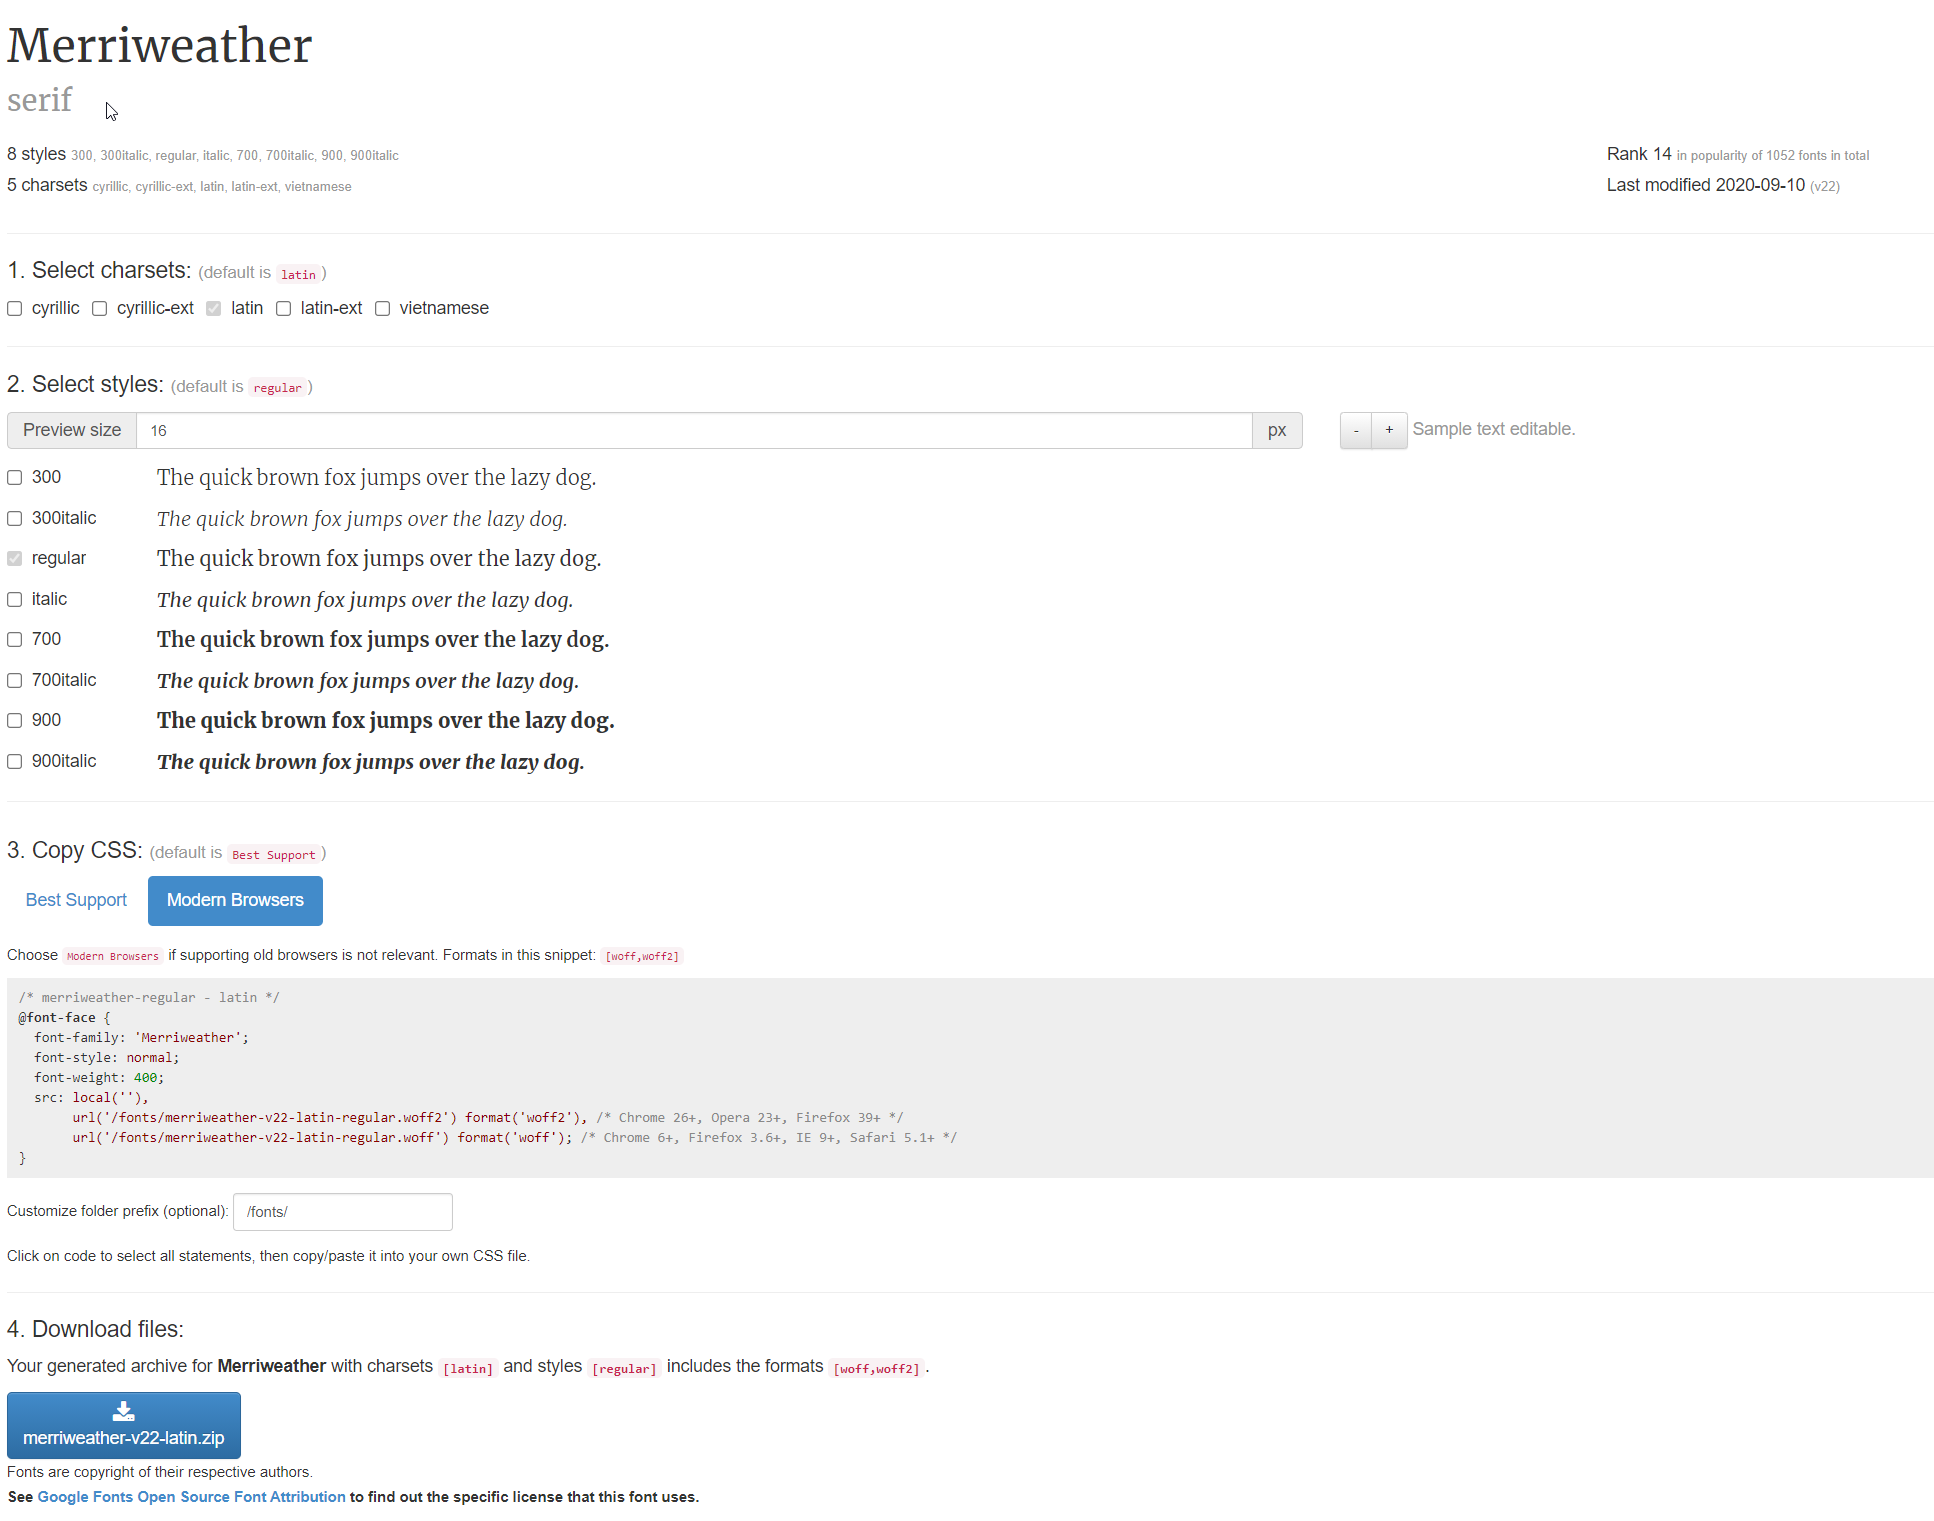 Merriweather
serif
8 styles 300, 300italic, regular, italic, 700, 700italic, 900, 900italic
Rank 14 in popularity of 1052 fonts in total
5 charsets cyrillic, cyrillic-ext, latin, latin-ext, vietnamese
Last modified 2020-09-10 (v22)
1. Select charsets: (default is latin)
cyrillic cyrillic-ext latin latin-ext vietnamese
2. Select styles: (default is regular)
Preview size 16 px - + Sample text editable.
300 The quick brown fox jumps over the lazy dog.
300italic The quick brown fox jumps over the lazy dog.
regular The quick brown fox jumps over the lazy dog.
italic The quick brown fox jumps over the lazy dog.
700 The quick brown fox jumps over the lazy dog.
700italic The quick brown fox jumps over the lazy dog.
900 The quick brown fox jumps over the lazy dog.
900italic The quick brown fox jumps over the lazy dog.
3. Copy CSS: (default is Best Support)
Best Support Modern Browsers
Choose Modern Browsers if supporting old browsers is not relevant. Formats in this snippet: [woff,woff2]
/* merriweather-regular - latin */
@font-face {
font-family: 'Merriweather';
font-style: normal;
font-weight: 400;
src: local(''),
url('/fonts/merriweather-v22-latin-regular.woff2') format('woff2'), /* Chrome 26+, Opera 23+, Firefox 39+ */
url('/fonts/merriweather-v22-latin-regular.woff') format('woff'); /* Chrome 6+, Firefox 3.6+, IE 9+, Safari 5.1+ */
}
Customize folder prefix (optional): /fonts/
Click on code to select all statements, then copy/paste it into your own CSS file.
4. Download files:
Your generated archive for Merriweather with charsets [latin] and styles [regular] includes the formats [woff,woff2].
merriweather-v22-latin.zip
Fonts are copyright of their respective authors.
See Google Fonts Open Source Font Attribution to find out the specific license that this font uses.